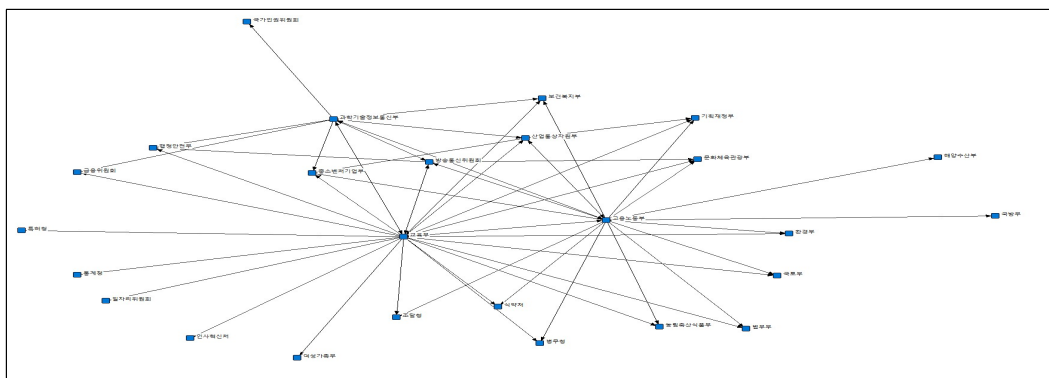 국가인권위원회
보건복지부
과학기술정보통신부
기획재정부
산업통상자원부
행정안전부
방송통신위원회
문화체육관광부
해양수산부
금융위원회
중소벤처기업부
국방부
고용노동부
특허청
환경부
교육부
통계청
국토부
일자리위원회
식약처
조달청
농림축산식품부
법무부
인사혁신처
병무청
여성가족부